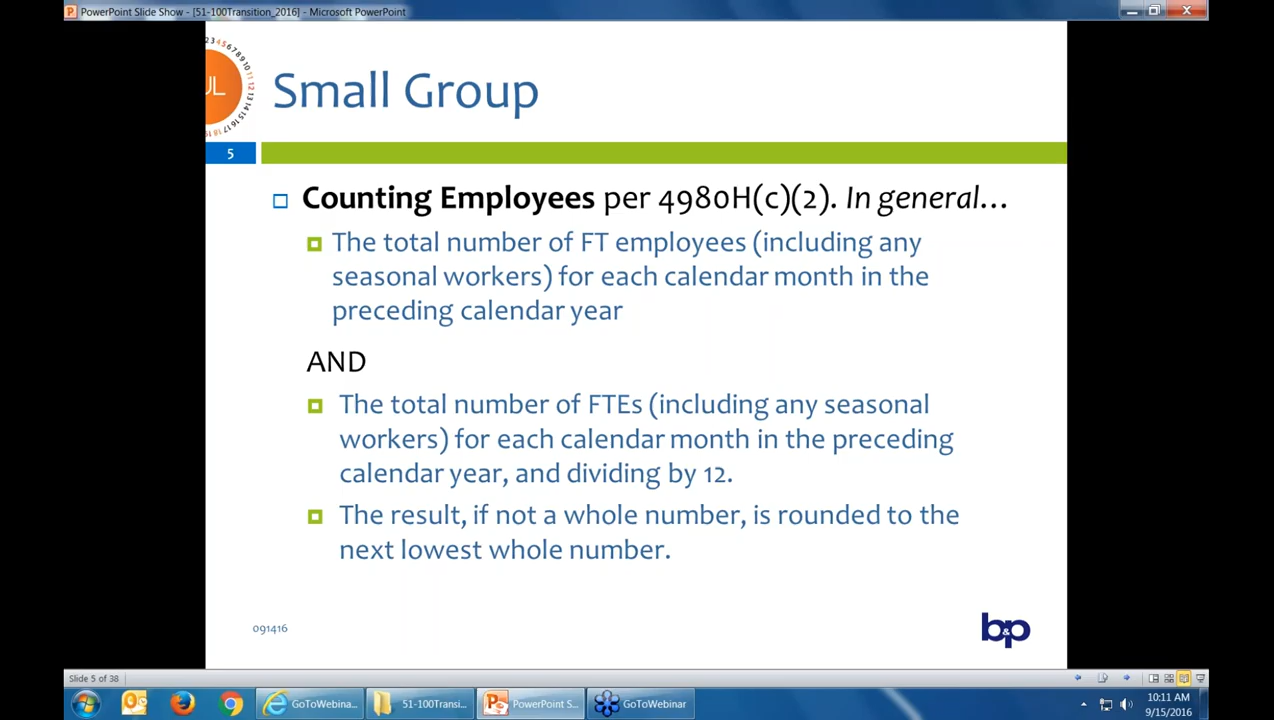 PowerPoint Slide Show - [51-100Transition_2016] - Microsoft PowerPoint
Small Group
5
Counting Employees per 4980H(c)(2). In general...
The total number of FT employees (including any
seasonal workers) for each calendar month in the
preceding calendar year
AND
The total number of FTEs (including any seasonal
workers) for each calendar month in the preceding
calendar year, and dividing by 12.
The result, if not a whole number, is rounded to the
next lowest whole number.
091416
b&p
Slide 5 of 38
GoToWebina...
51-100Transi...
PowerPoint S...
GoToWebinar
10:11 AM
9/15/2016